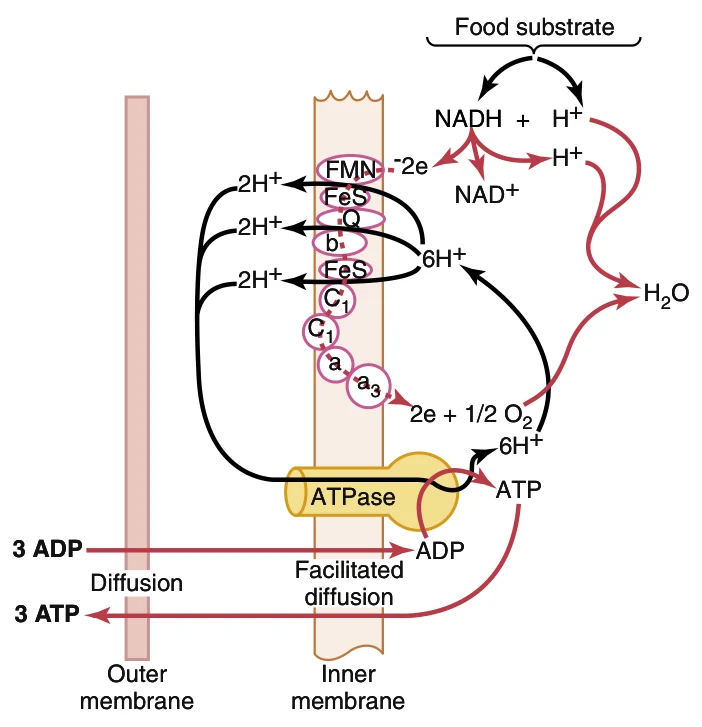 Food substrate
NADH + H+
FMN -2e H+
2H+
FeS NAD+
2H+ Q
b
6H+
2H+ FeS
C1 H2O
C1
a
a3
2e + 1/2 O2
6H+
ATPase ATP
3 ADP ADP
Diffusion Facilitated
diffusion
3 ATP
Outer
membrane
Inner
membrane